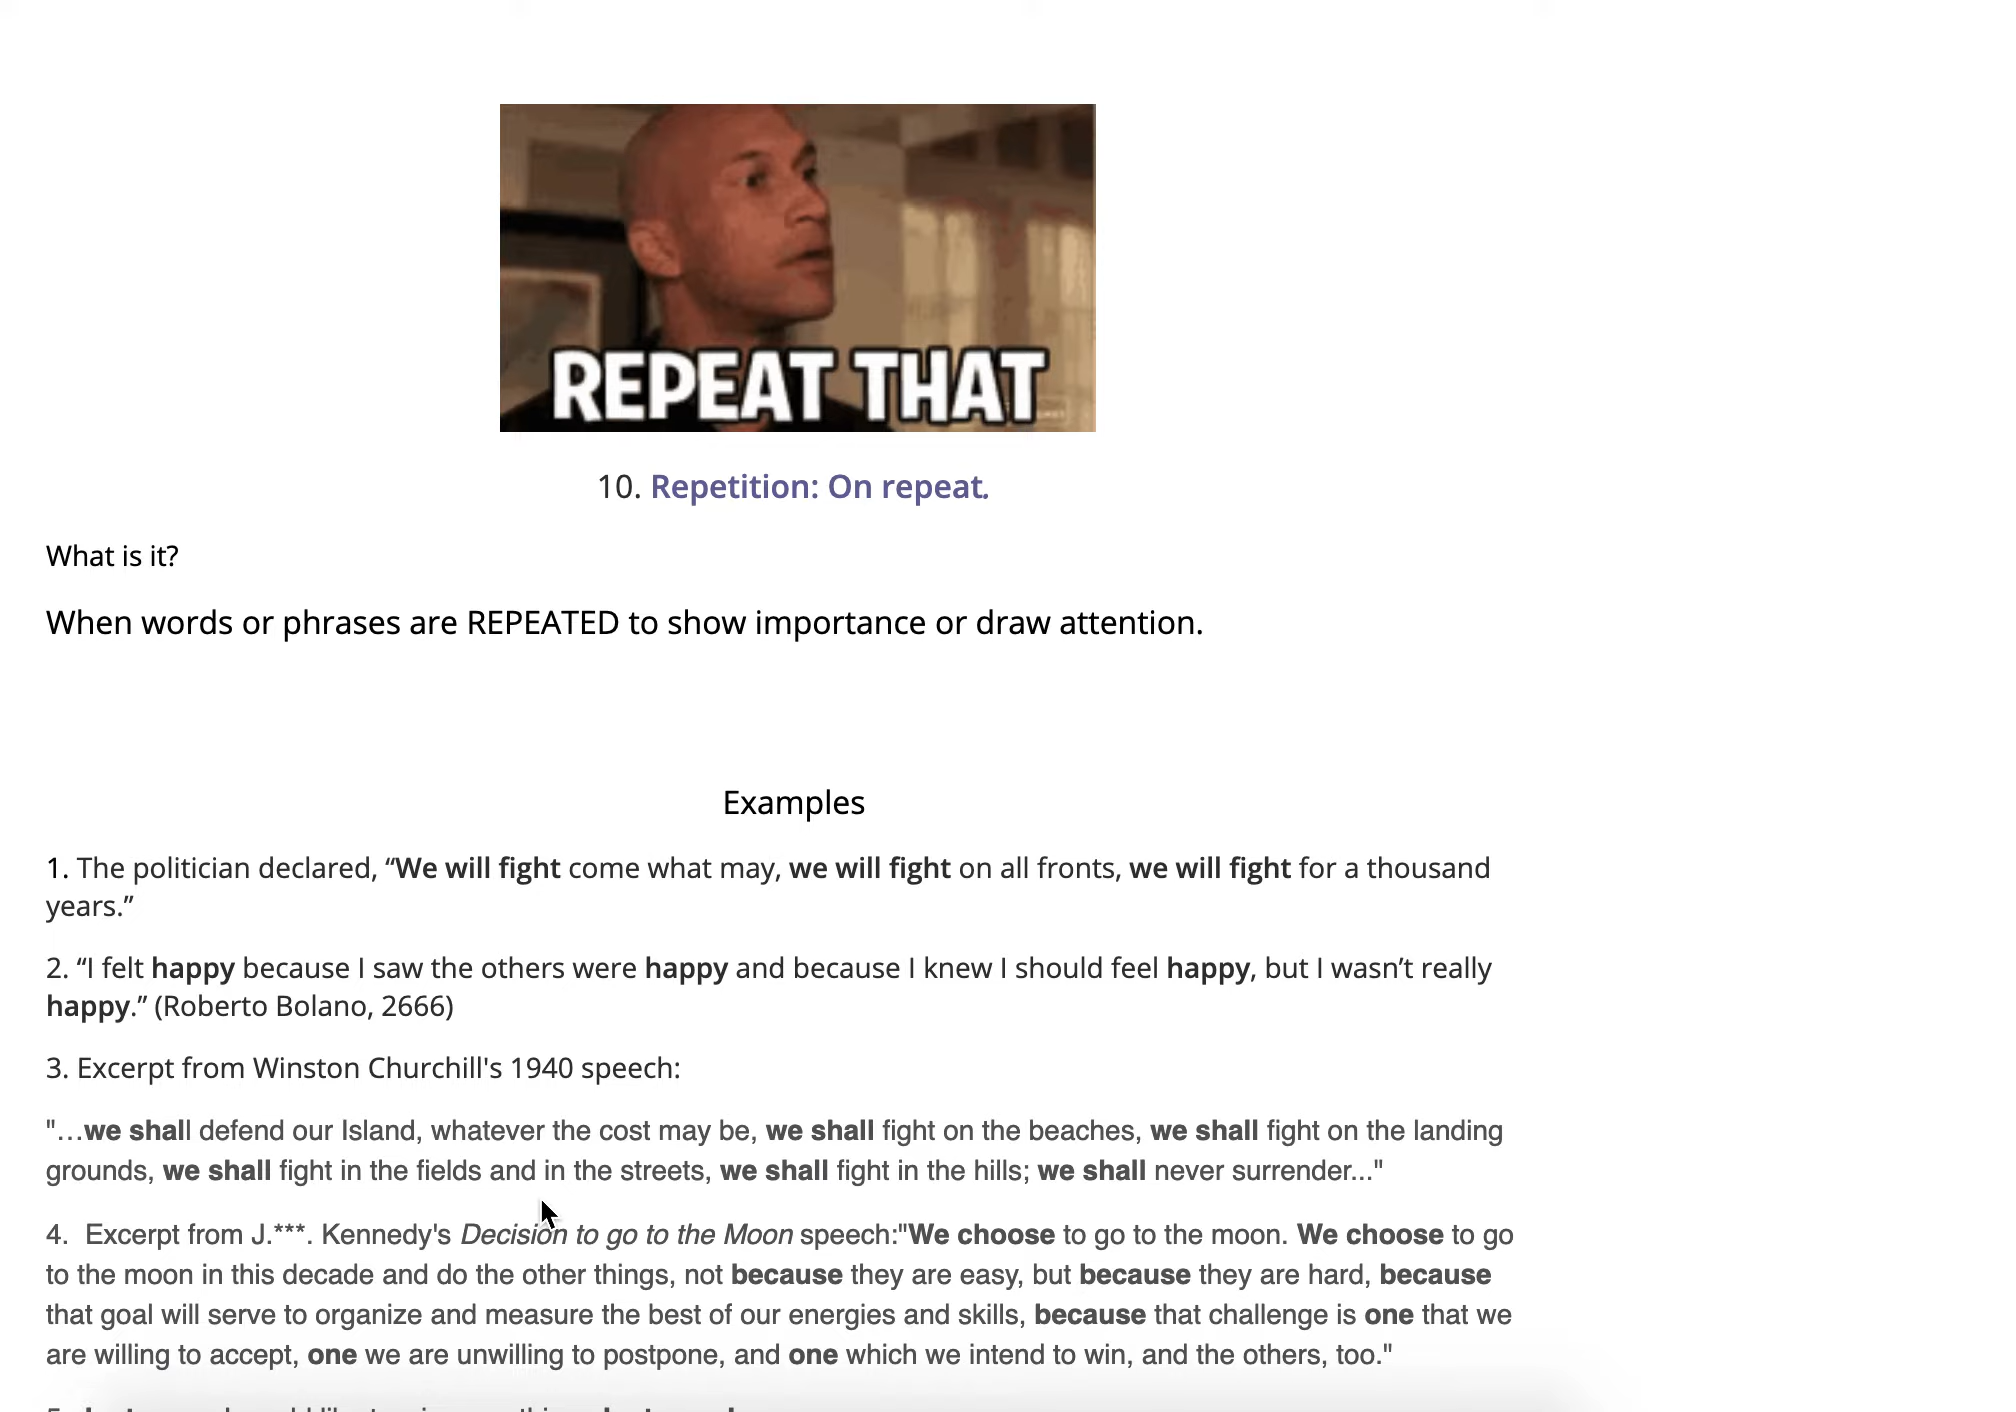 REPEAT THAT
10. Repetition: On repeat.
What is it?
When words or phrases are REPEATED to show importance or draw attention.
Examples
1. The politician declared, “We will fight come what may, we will fight on all fronts, we will fight for a thousand
years.”
2. “I felt happy because I saw the others were happy and because I knew I should feel happy, but I wasn’t really
happy.” (Roberto Bolano, 2666)
3. Excerpt from Winston Churchill's 1940 speech:
"…we shall defend our Island, whatever the cost may be, we shall fight on the beaches, we shall fight on the landing
grounds, we shall fight in the fields and in the streets, we shall fight in the hills; we shall never surrender..."
4.  Excerpt from J.***. Kennedy's Decision to go to the Moon speech:"We choose to go to the moon. We choose to go
to the moon in this decade and do the other things, not because they are easy, but because they are hard, because
that goal will serve to organize and measure the best of our energies and skills, because that challenge is one that we
are willing to accept, one we are unwilling to postpone, and one which we intend to win, and the others, too."